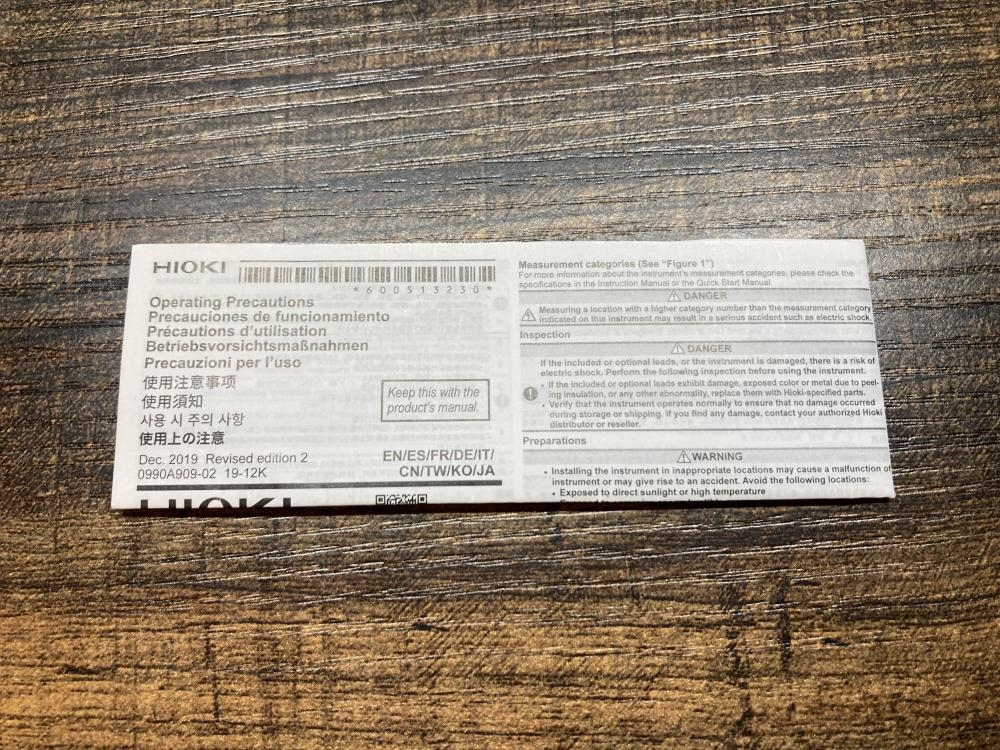 HIOKI
*600513230*
Operating Precautions
Precauciones de funcionamiento
Précautions d'utilisation
Betriebsvorsichtsmaßnahmen
Precauzioni per l'uso
使用注意事项
使用須知
사용 시 주의 사항
使用上の注意
Keep this with the
product's manual.
Dec. 2019 Revised edition 2
0990A909-02 19-12K
EN/ES/FR/DE/IT/
CN/TW/KO/JA
HIOKI
Measurement categories (See “Figure 1”)
For more information about the instrument's measurement categories, please check the
specifications in the Instruction Manual or the Quick Start Manual.
DANGER
Measuring a location with a higher category number than the measurement category
indicated on this instrument may result in a serious accident such as electric shock.
Inspection
DANGER
If the included or optional leads, or the instrument is damaged, there is a risk of
electric shock. Perform the following inspection before using the instrument.
• If the included or optional leads exhibit damage, exposed color or metal due to peel-
ing insulation, or any other abnormality, replace them with Hioki-specified parts.
• Verify that the instrument operates normally to ensure that no damage occurred
during storage or shipping. If you find any damage, contact your authorized Hioki
distributor or reseller.
Preparations
WARNING
• Installing the instrument in inappropriate locations may cause a malfunction of
instrument or may give rise to an accident. Avoid the following locations:
• Exposed to direct sunlight or high temperature